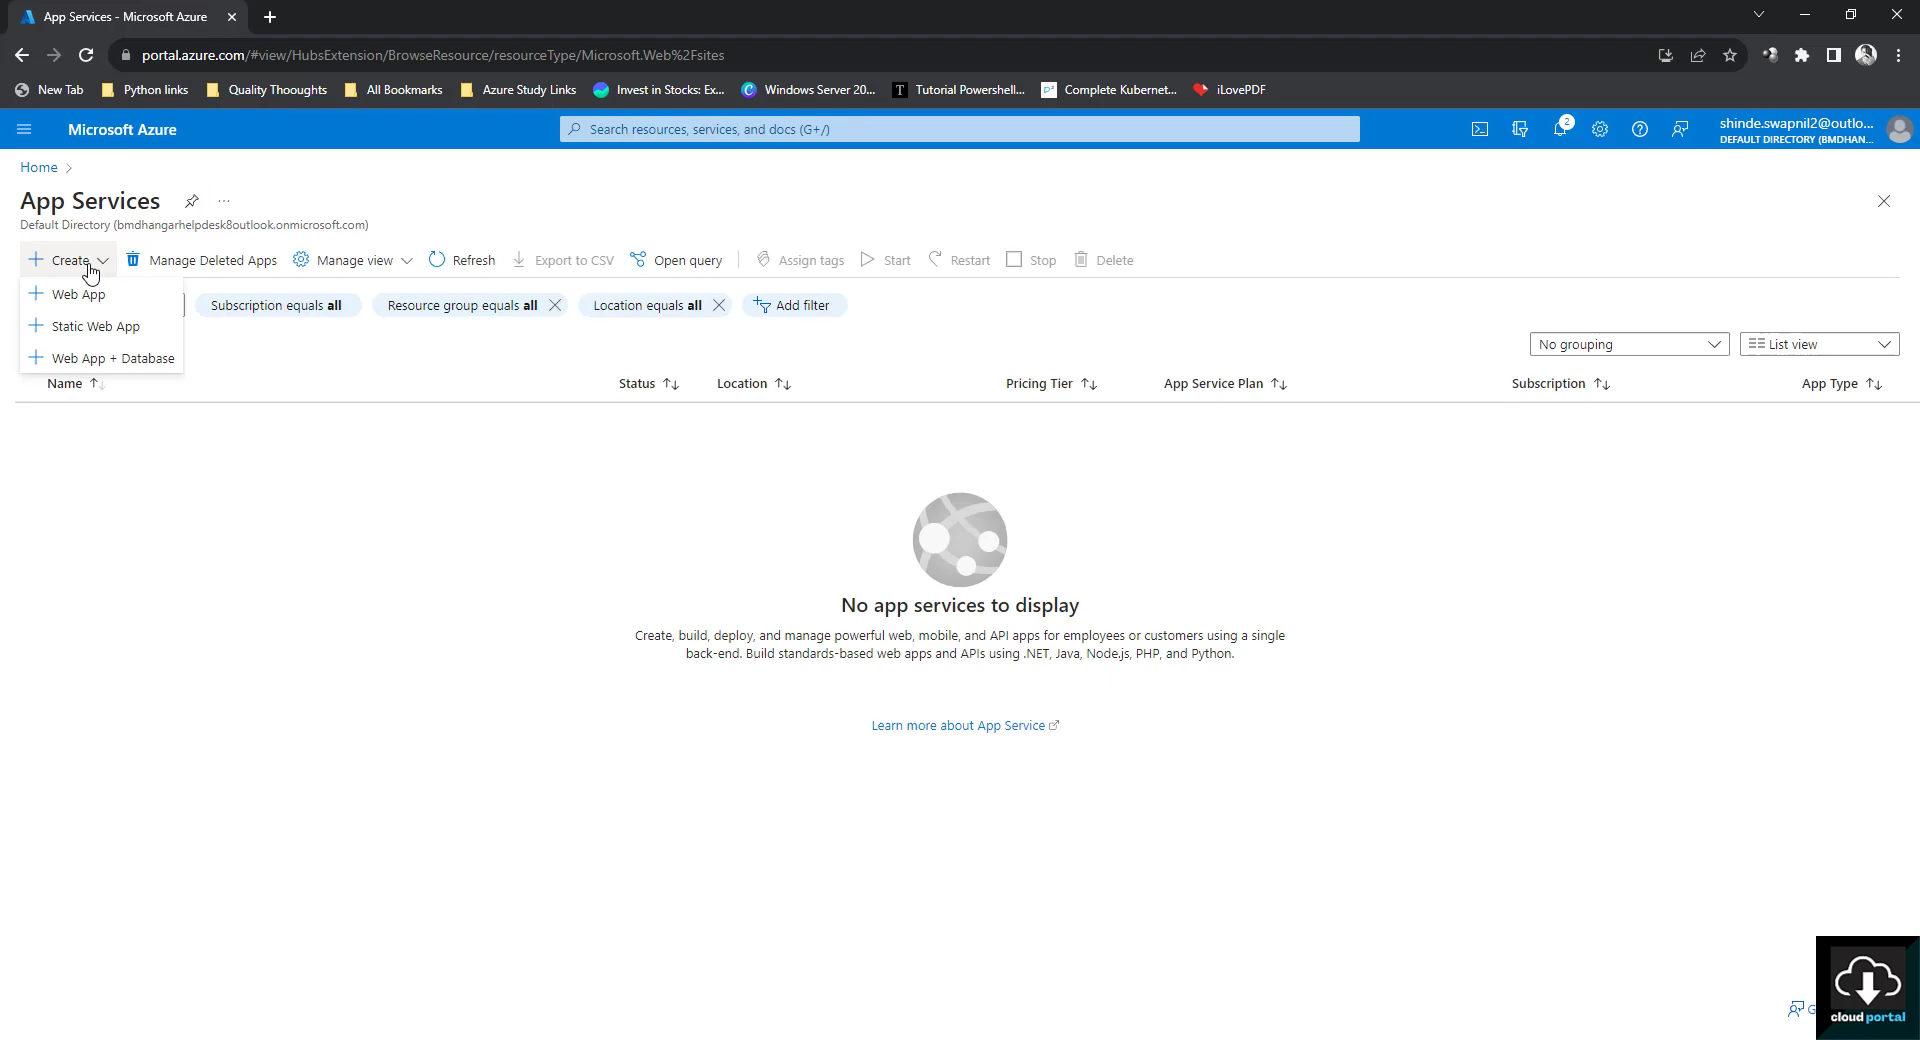 App Services - Microsoft Azure
portal.azure.com/#view/HubsExtension/BrowseResource/resourceType/Microsoft.Web%2Fsites
New Tab Python links Quality Thooughts All Bookmarks Azure Study Links Invest in Stocks: Ex... Windows Server 20... Tutorial Powershell... Complete Kubernet... iLovePDF
Microsoft Azure
Search resources, services, and docs (G+/)
2
shinde.swapnil2@outlo...
DEFAULT DIRECTORY (BMDHAN...
Home
App Services
Default Directory (bmdhangarhelpdesk8outlook.onmicrosoft.com)
Create Manage Deleted Apps Manage view Refresh Export to CSV Open query Assign tags Start Restart Stop Delete
Web App
Static Web App
Web App + Database
Subscription equals all Resource group equals all Location equals all Add filter
No grouping List view
Name Status Location Pricing Tier App Service Plan Subscription App Type
No app services to display
Create, build, deploy, and manage powerful web, mobile, and API apps for employees or customers using a single
back-end. Build standards-based web apps and APIs using .NET, Java, Node.js, PHP, and Python.
Learn more about App Service
cloud portal